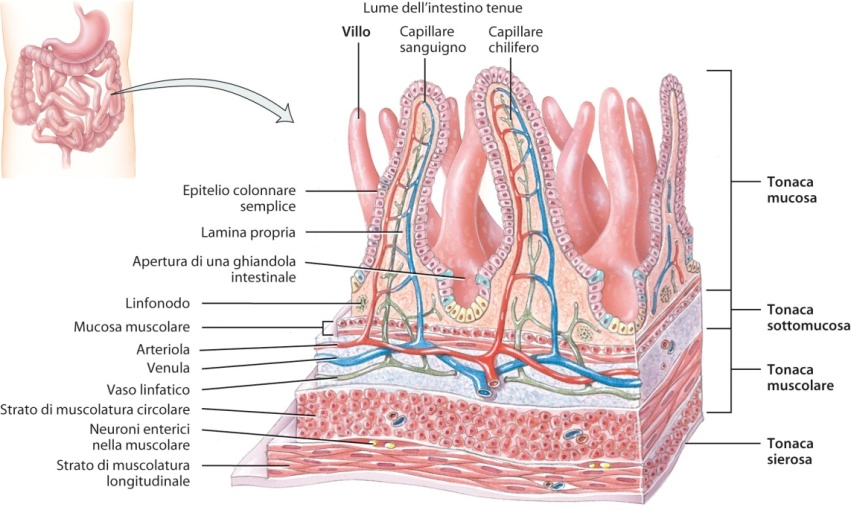 Lume dell'intestino tenue
Villo
Capillare
sanguigno
Capillare
chilifero
Epitelio colonnare
semplice
Lamina propria
Apertura di una ghiandola
intestinale
Linfonodo
Mucosa muscolare
Arteriola
Venula
Vaso linfatico
Strato di muscolatura circolare
Neuroni enterici
nella muscolare
Strato di muscolatura
longitudinale
Tonaca
mucosa
Tonaca
sottomucosa
Tonaca
muscolare
Tonaca
sierosa